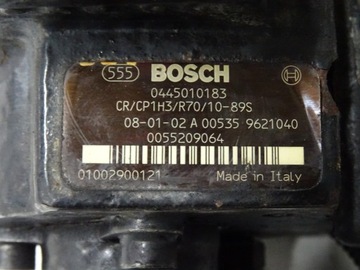 555 BOSCH
0445010183
CR/CP1H3/R70/10-89S
08-01-02 A 00535 9621040
0055209064
01002900121 Made in Italy